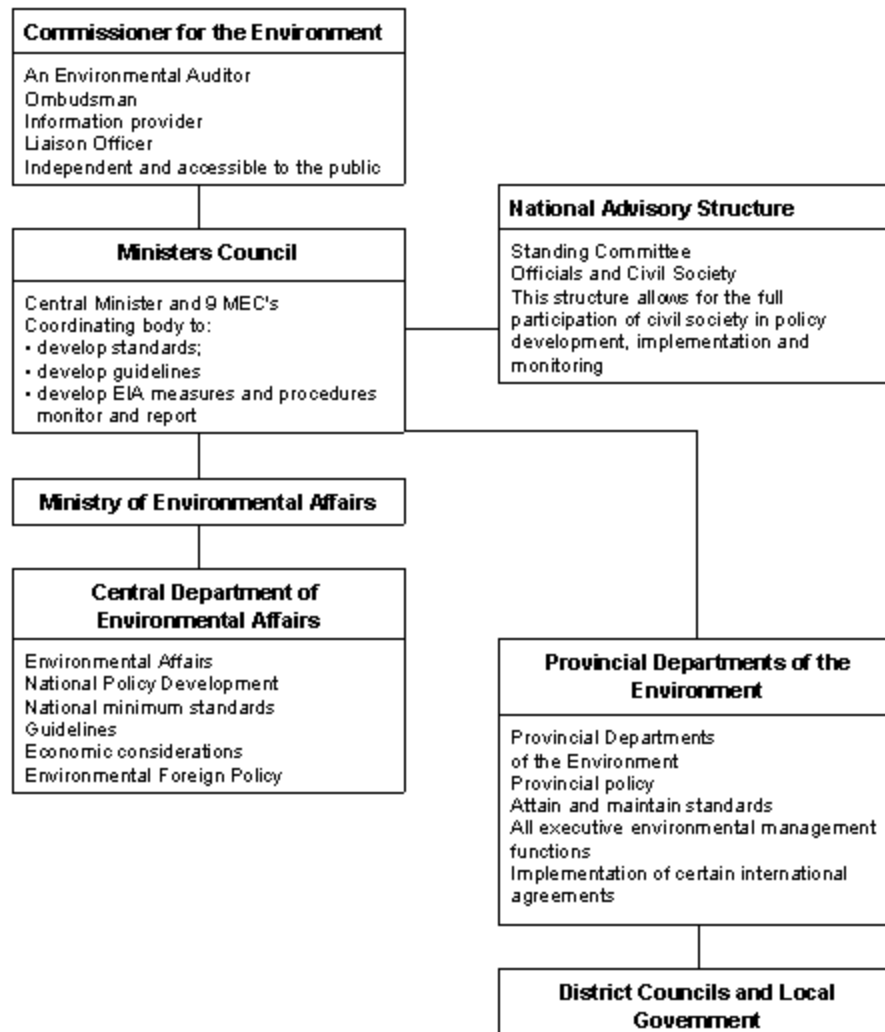 Commissioner for the Environment
An Environmental Auditor
Ombudsman
Information provider
Liaison Officer
Independent and accessible to the public
Ministers Council
Central Minister and 9 MEC's
Coordinating body to:
• develop standards;
• develop guidelines
• develop EIA measures and procedures
monitor and report
National Advisory Structure
Standing Committee
Officials and Civil Society
This structure allows for the full
participation of civil society in policy
development, implementation and
monitoring
Ministry of Environmental Affairs
Central Department of
Environmental Affairs
Environmental Affairs
National Policy Development
National minimum standards
Guidelines
Economic considerations
Environmental Foreign Policy
Provincial Departments of the
Environment
Provincial Departments
of the Environment
Provincial policy
Attain and maintain standards
All executive environmental management
functions
Implementation of certain international
agreements
District Councils and Local
Government